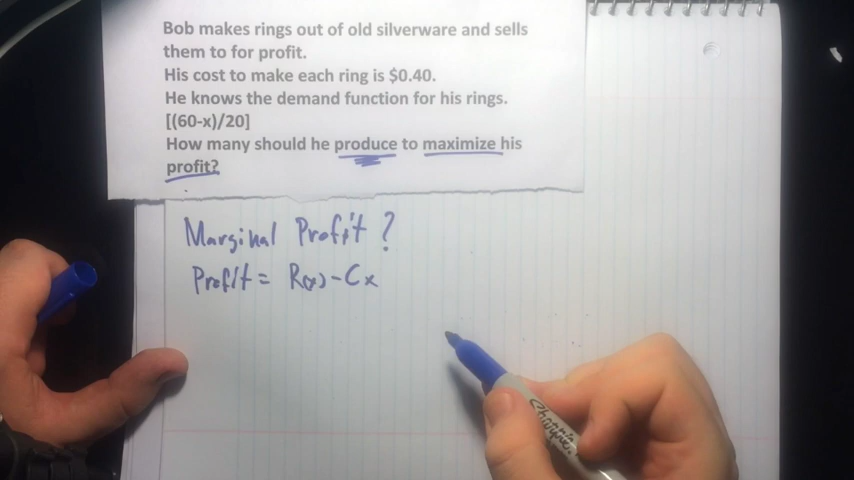 Bob makes rings out of old silverware and sells
them to for profit.
His cost to make each ring is $0.40.
He knows the demand function for his rings.
[(60-x)/20]
How many should he produce to maximize his
profit?
Marginal Profit ?
Profit = R(x) - Cx
Sharpie